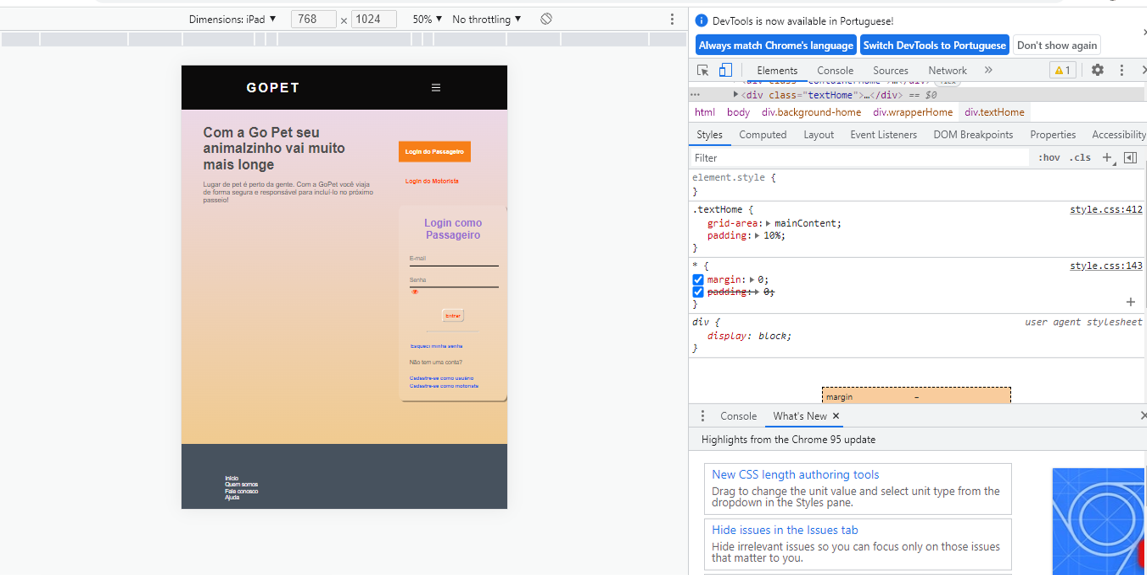 Dimensions: iPad ▼ 768 × 1024 50% ▼ No throttling ▼
GOPET
Com a Go Pet seu
animalzinho vai muito
mais longe
Lugar de pet é perto da gente. Com a GoPet você viaja
de forma segura e responsável para incluí-lo no próximo
passeio!
Login do Passageiro
Login do Motorista
Login como
Passageiro
E-mail
Senha
Entrar
Esqueci minha senha
Não tem uma conta?
Cadastre-se como usuário
Cadastre-se como motorista
Início
Quem somos
Fale conosco
Ajuda
DevTools is now available in Portuguese!
Always match Chrome's language Switch DevTools to Portuguese Don't show again
Elements Console Sources Network » 1
<div class="textHome">…</div> == $0
html body div.background-home div.wrapperHome div.textHome
Styles Computed Layout Event Listeners DOM Breakpoints Properties Accessibility
Filter :hov .cls +
element.style {
}
.textHome { style.css:412
grid-area: mainContent;
padding: 10%;
}
* { style.css:143
margin: 0;
padding: 0;
}
div { user agent stylesheet
display: block;
}
margin –
Console What's New ×
Highlights from the Chrome 95 update
New CSS length authoring tools
Drag to change the unit value and select unit type from the
dropdown in the Styles pane.
Hide issues in the Issues tab
Hide irrelevant issues so you can focus only on those issues
that matter to you.